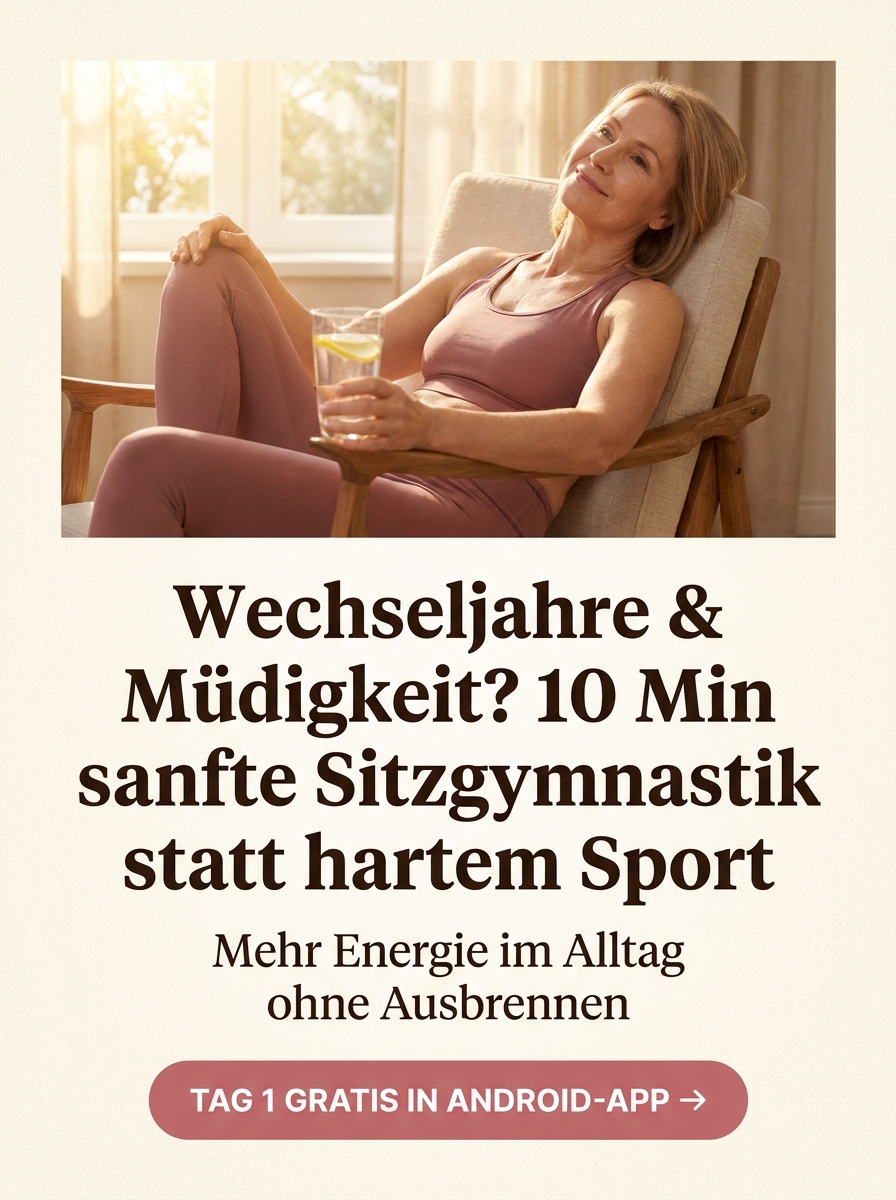 Wechseljahre &
Müdigkeit? 10 Min
sanfte Sitzgymnastik
statt hartem Sport
Mehr Energie im Alltag
ohne Ausbrennen
TAG 1 GRATIS IN ANDROID-APP →